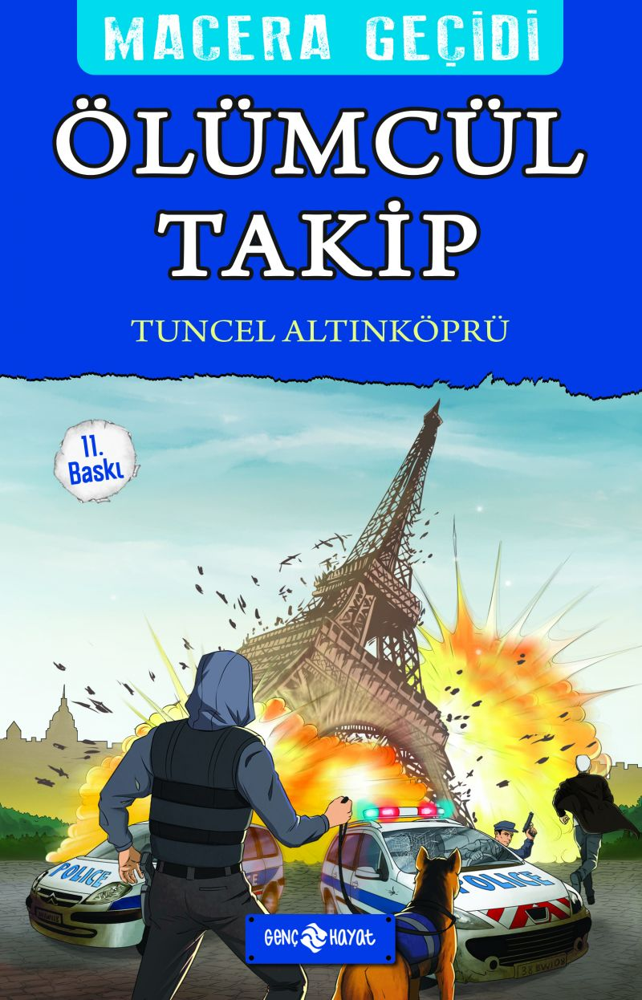 MACERA GEÇİDİ
ÖLÜMCÜL
TAKİP
TUNCEL ALTINKÖPRÜ
11.
Baskı
POLICE
POLICE
GENÇ HAYAT